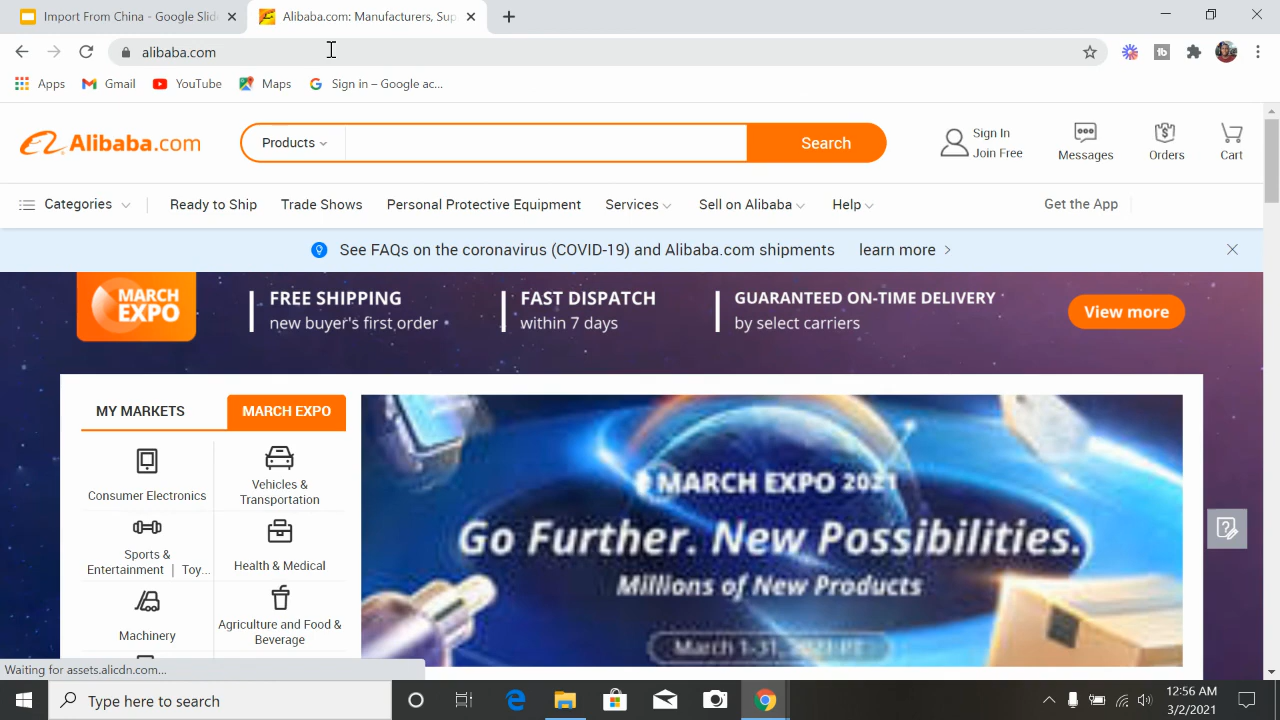 Import From China - Google Slid
Alibaba.com: Manufacturers, Sup
alibaba.com
Apps
Gmail
YouTube
Maps
Sign in – Google ac...
Alibaba.com
Products
Search
Sign In
Join Free
Messages
Orders
Cart
Categories
Ready to Ship
Trade Shows
Personal Protective Equipment
Services
Sell on Alibaba
Help
Get the App
See FAQs on the coronavirus (COVID-19) and Alibaba.com shipments
learn more
MARCH
EXPO
FREE SHIPPING
new buyer's first order
FAST DISPATCH
within 7 days
GUARANTEED ON-TIME DELIVERY
by select carriers
View more
MY MARKETS
MARCH EXPO
Consumer Electronics
Vehicles &
Transportation
Sports &
Entertainment | Toy...
Health & Medical
Machinery
Agriculture and Food &
Beverage
MARCH EXPO 2021
Go Further. New Possibilities.
Millions of New Products
March 1-31, 2021 PT
Waiting for assets.alicdn.com...
Type here to search
12:56 AM
3/2/2021